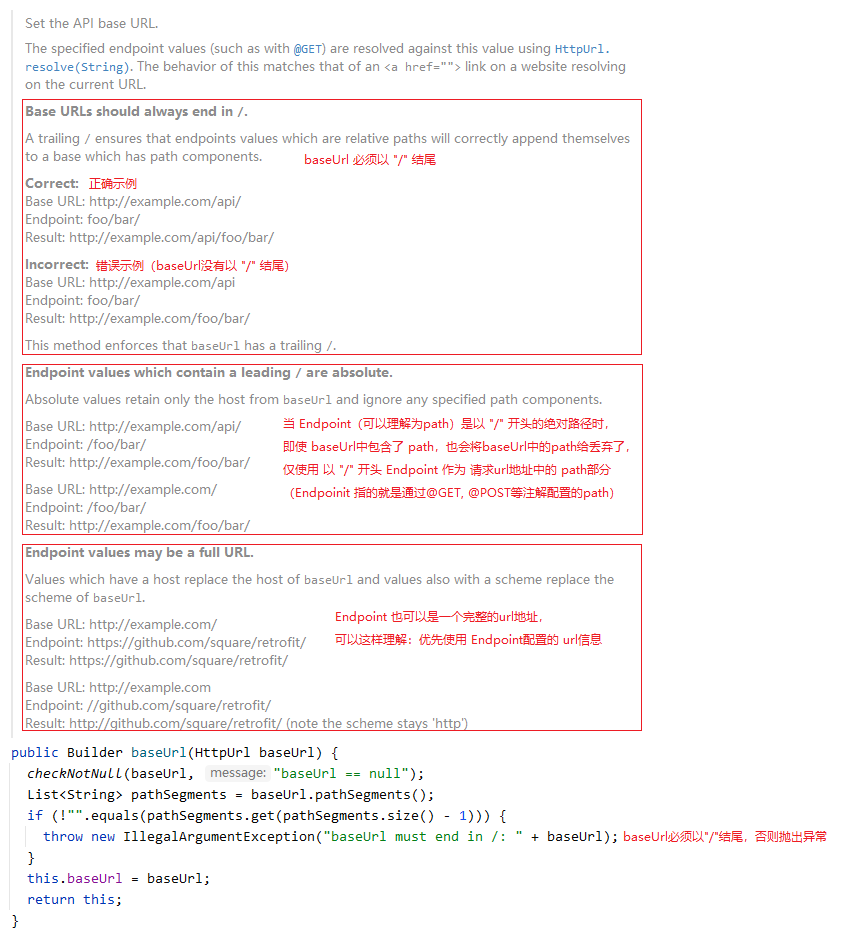 Set the API base URL.
The specified endpoint values (such as with @GET) are resolved against this value using HttpUrl.
resolve(String). The behavior of this matches that of an <a href=""> link on a website resolving
on the current URL.
Base URLs should always end in /.
A trailing / ensures that endpoints values which are relative paths will correctly append themselves
to a base which has path components.
baseUrl 必须以 "/" 结尾
Correct: 正确示例
Base URL: http://example.com/api/
Endpoint: foo/bar/
Result: http://example.com/api/foo/bar/
Incorrect: 错误示例（baseUrl没有以 "/" 结尾）
Base URL: http://example.com/api
Endpoint: foo/bar/
Result: http://example.com/foo/bar/
This method enforces that baseUrl has a trailing /.
Endpoint values which contain a leading / are absolute.
Absolute values retain only the host from baseUrl and ignore any specified path components.
Base URL: http://example.com/api/
Endpoint: /foo/bar/
Result: http://example.com/foo/bar/
Base URL: http://example.com/
Endpoint: /foo/bar/
Result: http://example.com/foo/bar/
当 Endpoint（可以理解为path）是以 "/" 开头的绝对路径时，
即使 baseUrl中包含了 path，也会将baseUrl中的path给丢弃了，
仅使用 以 "/" 开头 Endpoint 作为 请求url地址中的 path部分
（Endpoinit 指的就是通过@GET, @POST等注解配置的path）
Endpoint values may be a full URL.
Values which have a host replace the host of baseUrl and values also with a scheme replace the
scheme of baseUrl.
Base URL: http://example.com/
Endpoint: https://github.com/square/retrofit/
Result: https://github.com/square/retrofit/
Endpoint 也可以是一个完整的url地址，
可以这样理解：优先使用 Endpoint配置的 url信息
Base URL: http://example.com
Endpoint: //github.com/square/retrofit/
Result: http://github.com/square/retrofit/ (note the scheme stays 'http')
public Builder baseUrl(HttpUrl baseUrl) {
checkNotNull(baseUrl, message: "baseUrl == null");
List<String> pathSegments = baseUrl.pathSegments();
if (!"".equals(pathSegments.get(pathSegments.size() - 1))) {
throw new IllegalArgumentException("baseUrl must end in /: " + baseUrl); baseUrl必须以"/"结尾，否则抛出异常
}
this.baseUrl = baseUrl;
return this;
}